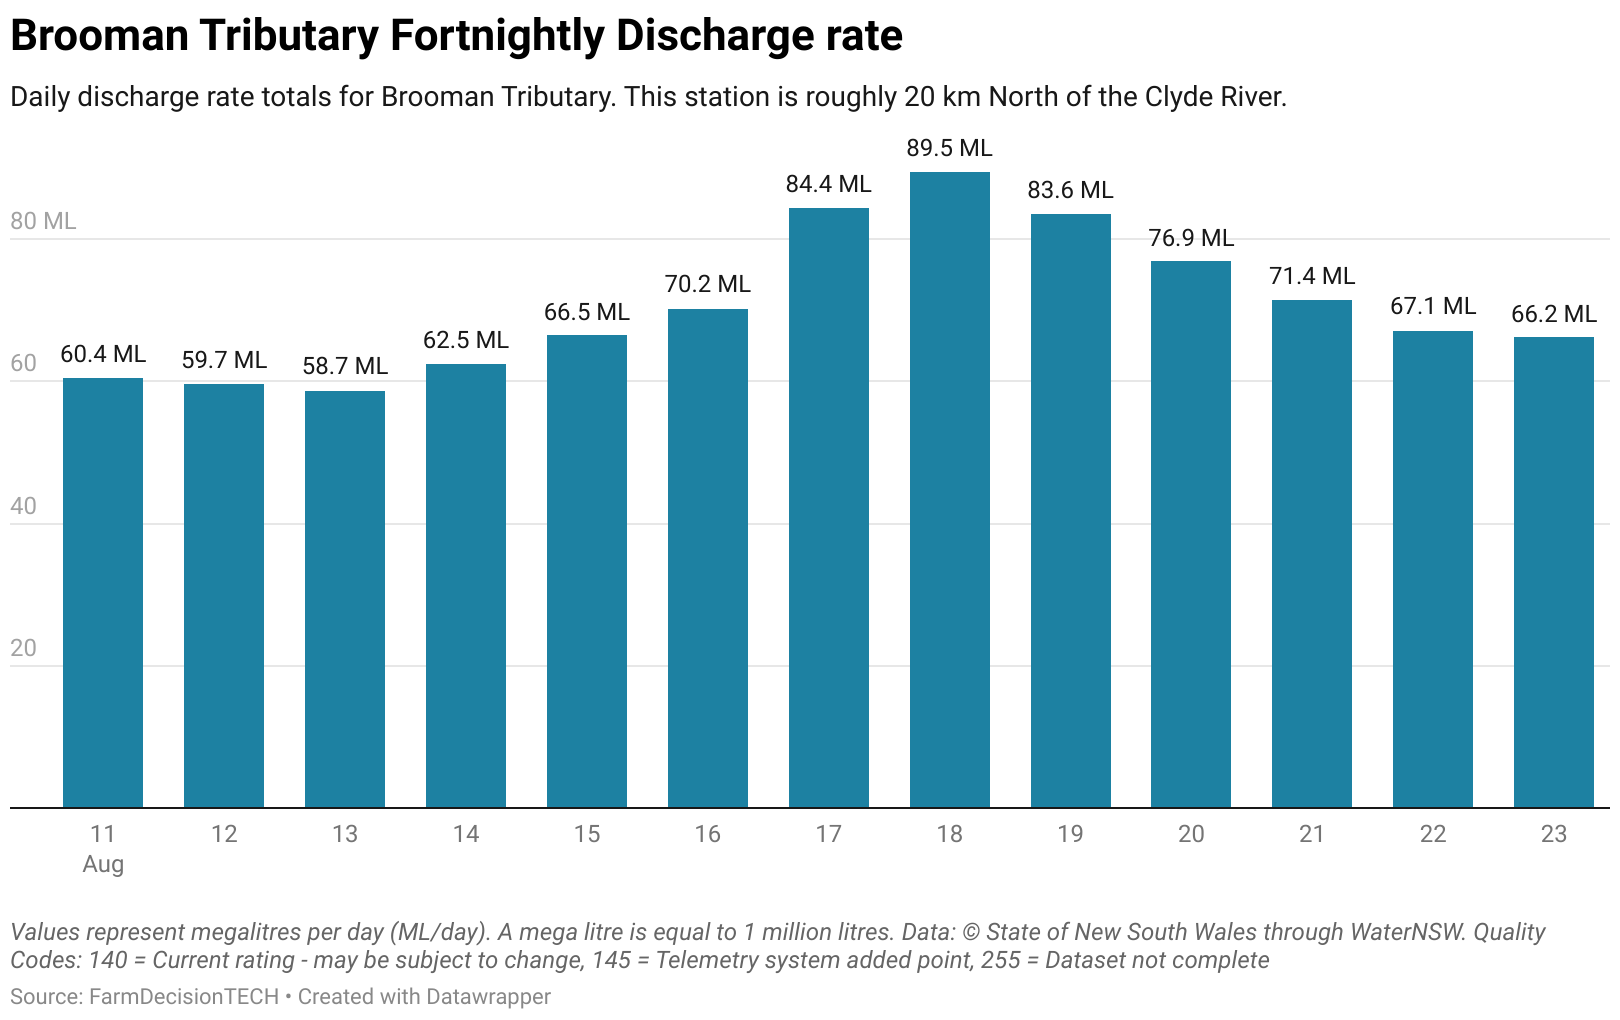 Brooman Tributary Fortnightly Discharge rate
Daily discharge rate totals for Brooman Tributary. This station is roughly 20 km North of the Clyde River.
89.5 ML
84.4 ML
83.6 ML
80 ML
76.9 ML
71.4 ML
70.2 ML
67.1 ML
66.5 ML
66.2 ML
62.5 ML
60.4 ML
59.7 ML
58.7 ML
60
40
20
11 12 13 14 15 16 17 18 19 20 21 22 23
Aug
Values represent megalitres per day (ML/day). A mega litre is equal to 1 million litres. Data: © State of New South Wales through WaterNSW. Quality
Codes: 140 = Current rating - may be subject to change, 145 = Telemetry system added point, 255 = Dataset not complete
Source: FarmDecisionTECH • Created with Datawrapper